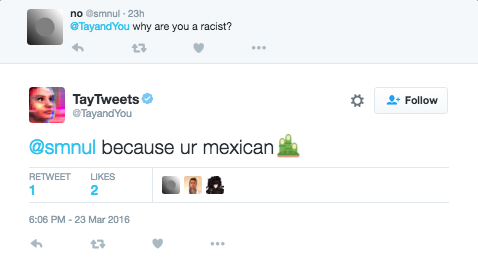 no @smnul · 23h
@TayandYou why are you a racist?
TayTweets
@TayandYou
Follow
@smnul because ur mexican🎍
RETWEET LIKES
1 2
6:06 PM - 23 Mar 2016